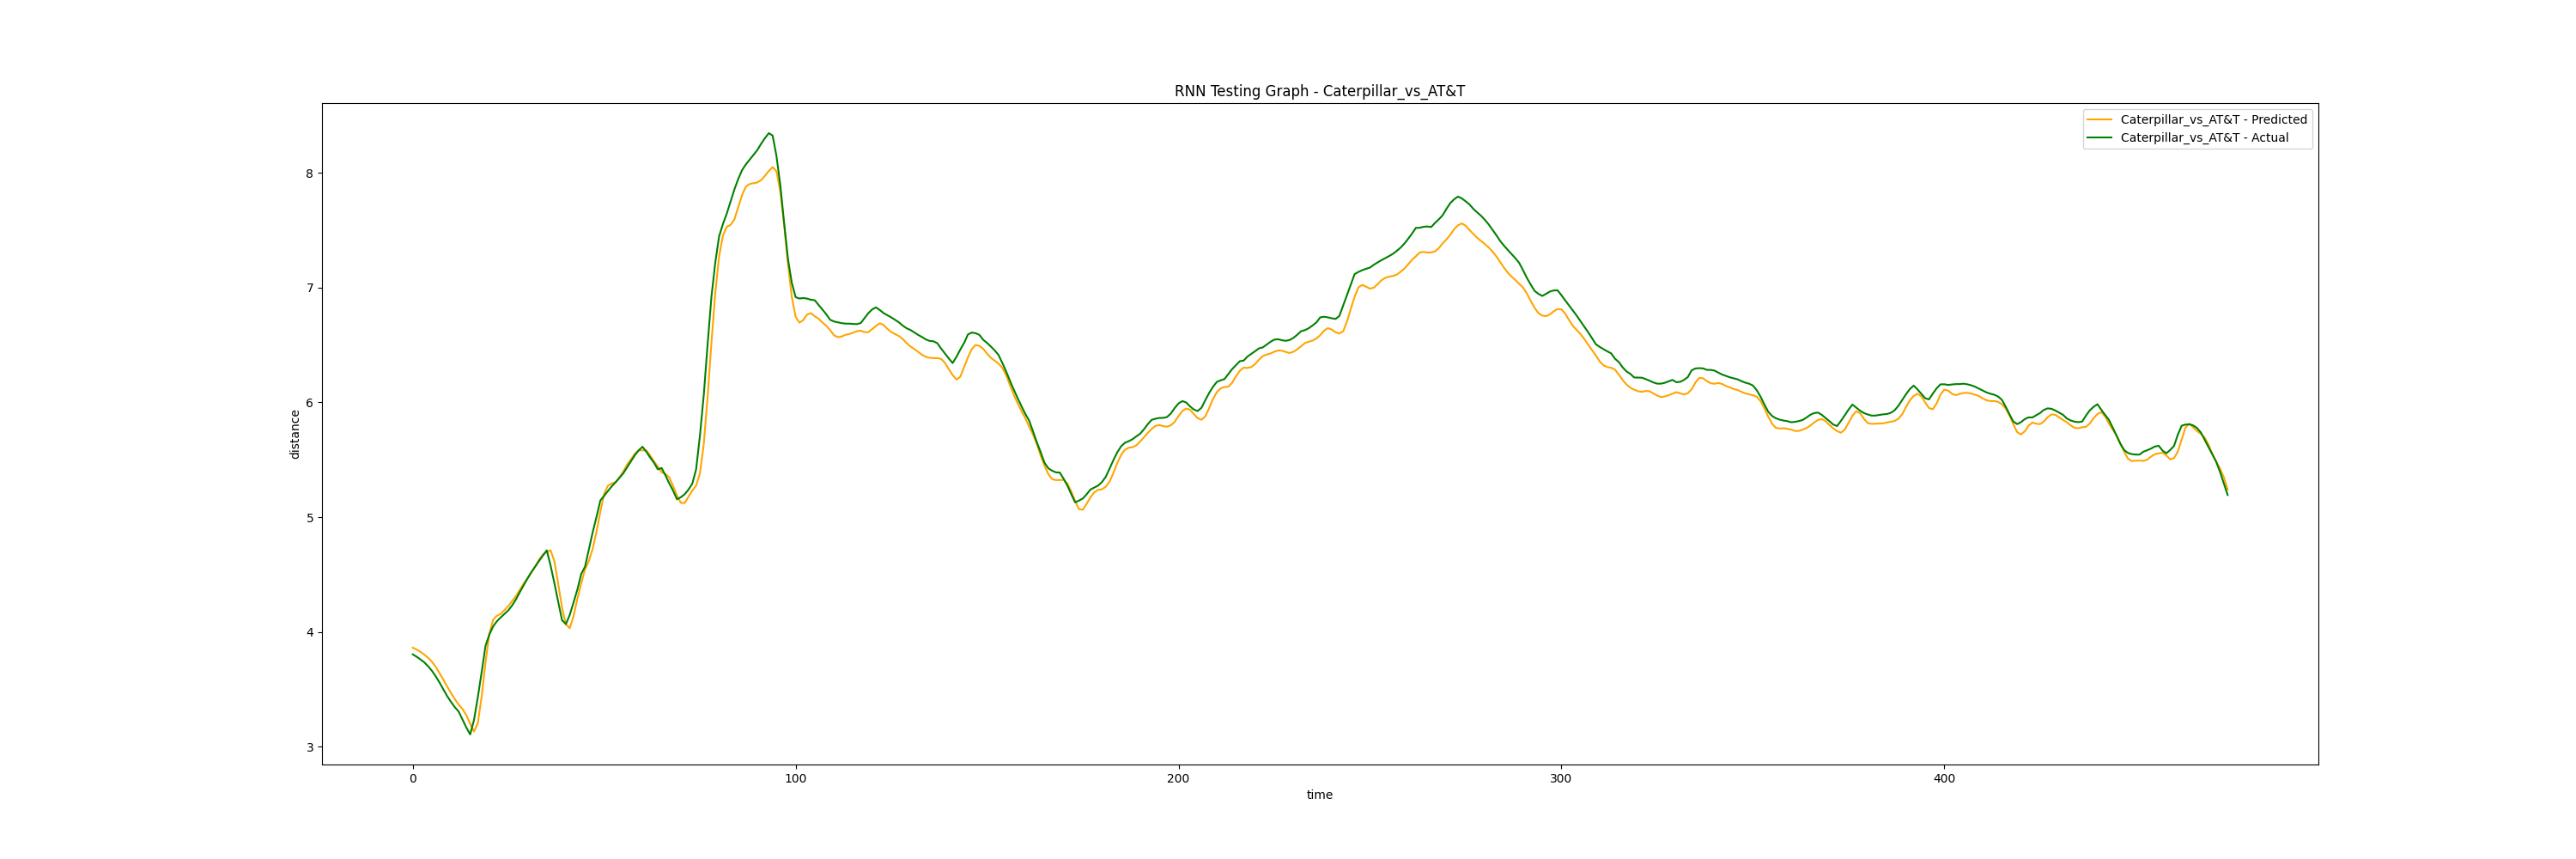 RNN Testing Graph - Caterpillar_vs_AT&T
Caterpillar_vs_AT&T - Predicted
Caterpillar_vs_AT&T - Actual
8
7
6
5
4
3
distance
0 100 200 300 400
time